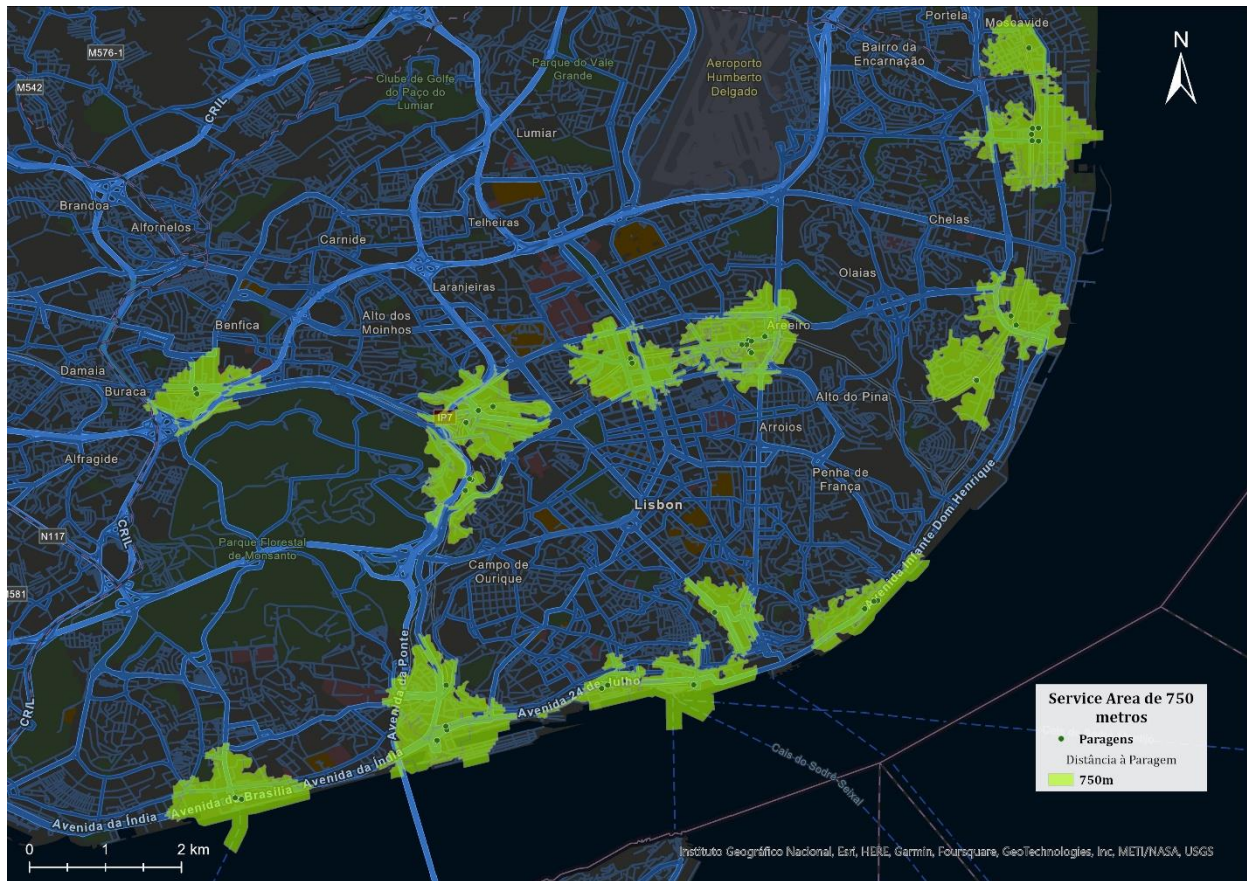 Portela
Moscavide
M576-1
Bairro da
Encarnação
N
Parque do Vale
Grande
Aeroporto
Humberto
Delgado
Clube de Golfe
do Paço do
Lumiar
M542
CRIL
Lumiar
Brandoa
Alfornelos
Carnide
Telheiras
Chelas
Laranjeiras
Olaias
Alto dos
Moinhos
Benfica
Areeiro
Damaia
Buraca
IP7
Alto do Pina
Arroios
Alfragide
Penha de
França
Lisbon
N117
CRIL
Parque Florestal
de Monsanto
Campo de
Ourique
Avenida Infante Dom Henrique
Avenida da Ponte
CRIL
Avenida 24 de Julho
Avenida da Índia
Avenida de Brasília
Avenida da Índia
Cais do Sodré-Seixal
Service Area de 750
metros
Paragens
Distância à Paragem
750m
0 1 2 km
Instituto Geográfico Nacional, Esri, HERE, Garmin, Foursquare, GeoTechnologies, Inc, METI/NASA, USGS